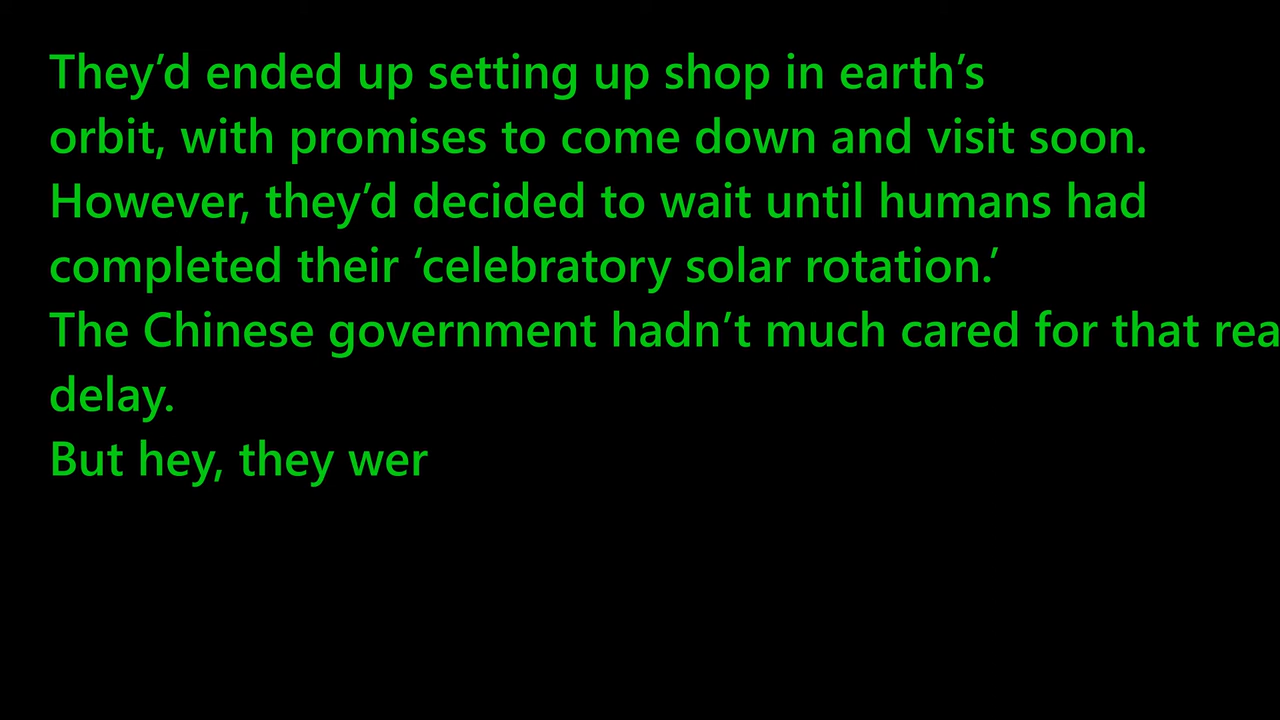 They’d ended up setting up shop in earth’s
orbit, with promises to come down and visit soon.
However, they’d decided to wait until humans had
completed their ‘celebratory solar rotation.’
The Chinese government hadn’t much cared for that rea
delay.
But hey, they wer